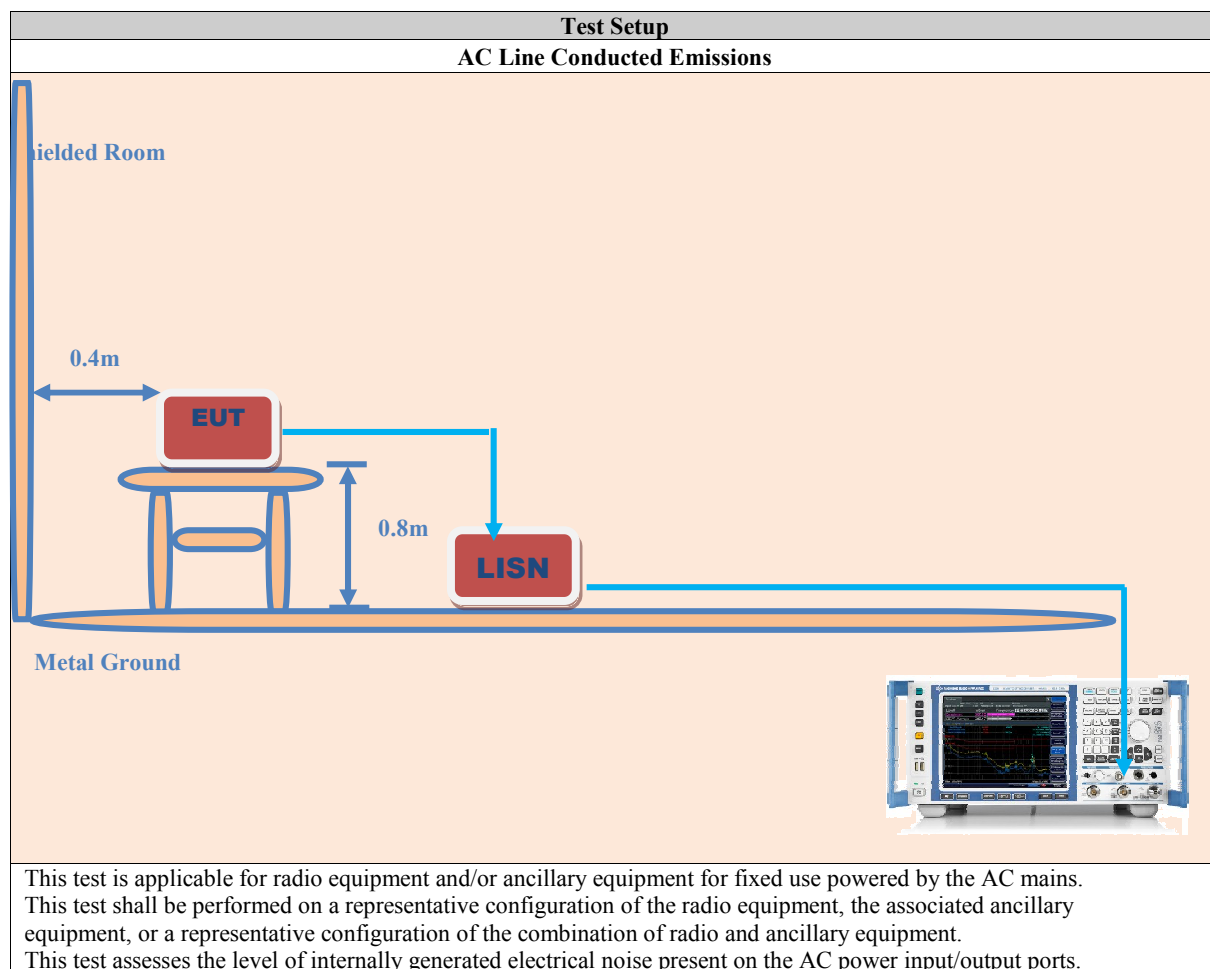 Test Setup
AC Line Conducted Emissions
hielded Room
0.4m
EUT
0.8m
LISN
Metal Ground
This test is applicable for radio equipment and/or ancillary equipment for fixed use powered by the AC mains.
This test shall be performed on a representative configuration of the radio equipment, the associated ancillary
equipment, or a representative configuration of the combination of radio and ancillary equipment.
This test assesses the level of internally generated electrical noise present on the AC power input/output ports.